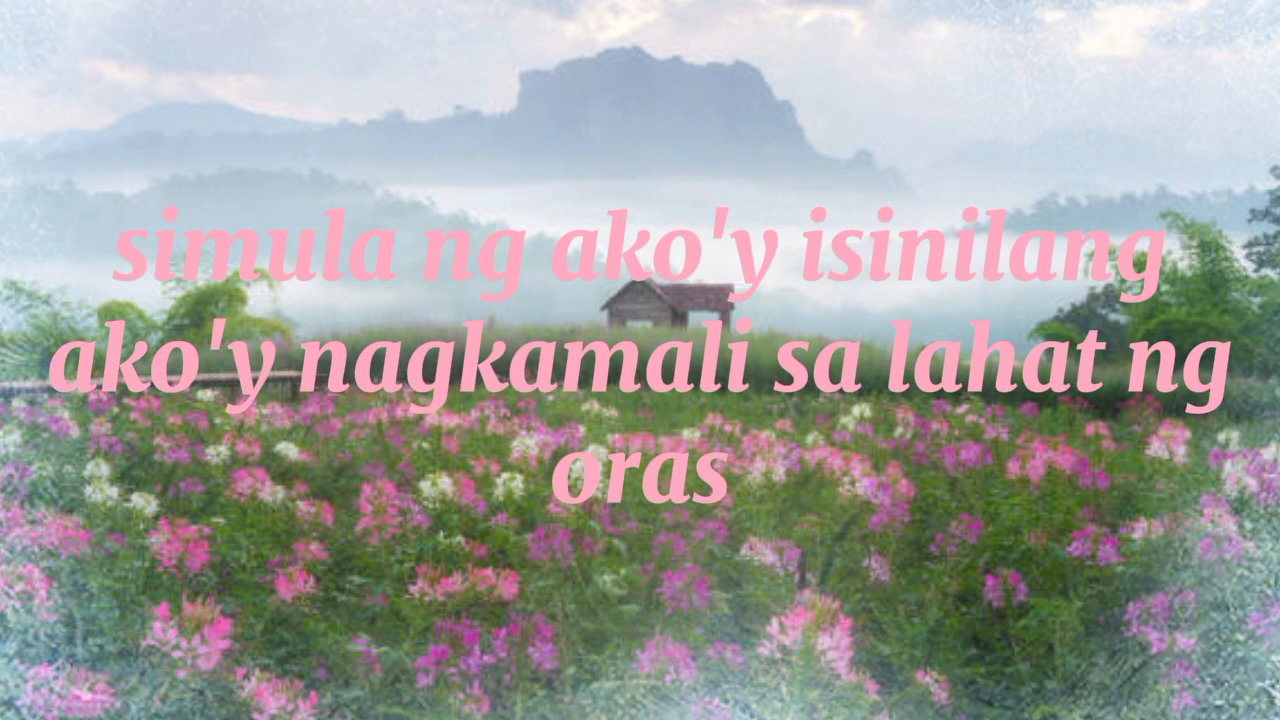 simula ng ako'y isinilang
ako'y nagkamali sa lahat ng
oras